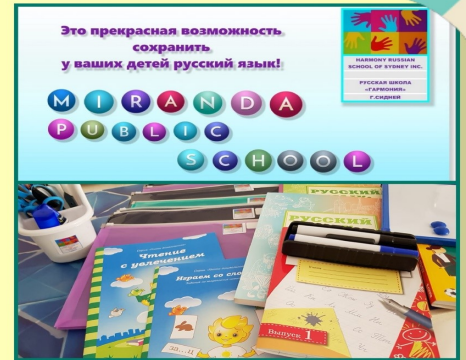 Это прекрасная возможность
сохранить
у ваших детей русский язык!
HARMONY RUSSIAN
SCHOOL OF SYDNEY INC.
РУССКАЯ ШКОЛА
«ГАРМОНИЯ»
Г.СИДНЕЙ
MIRANDA
PUBLIC
SCHOOL
Чтение
с увлечением
Играем со
РУССКИЙ
РУССКИЙ
Выпуск 1